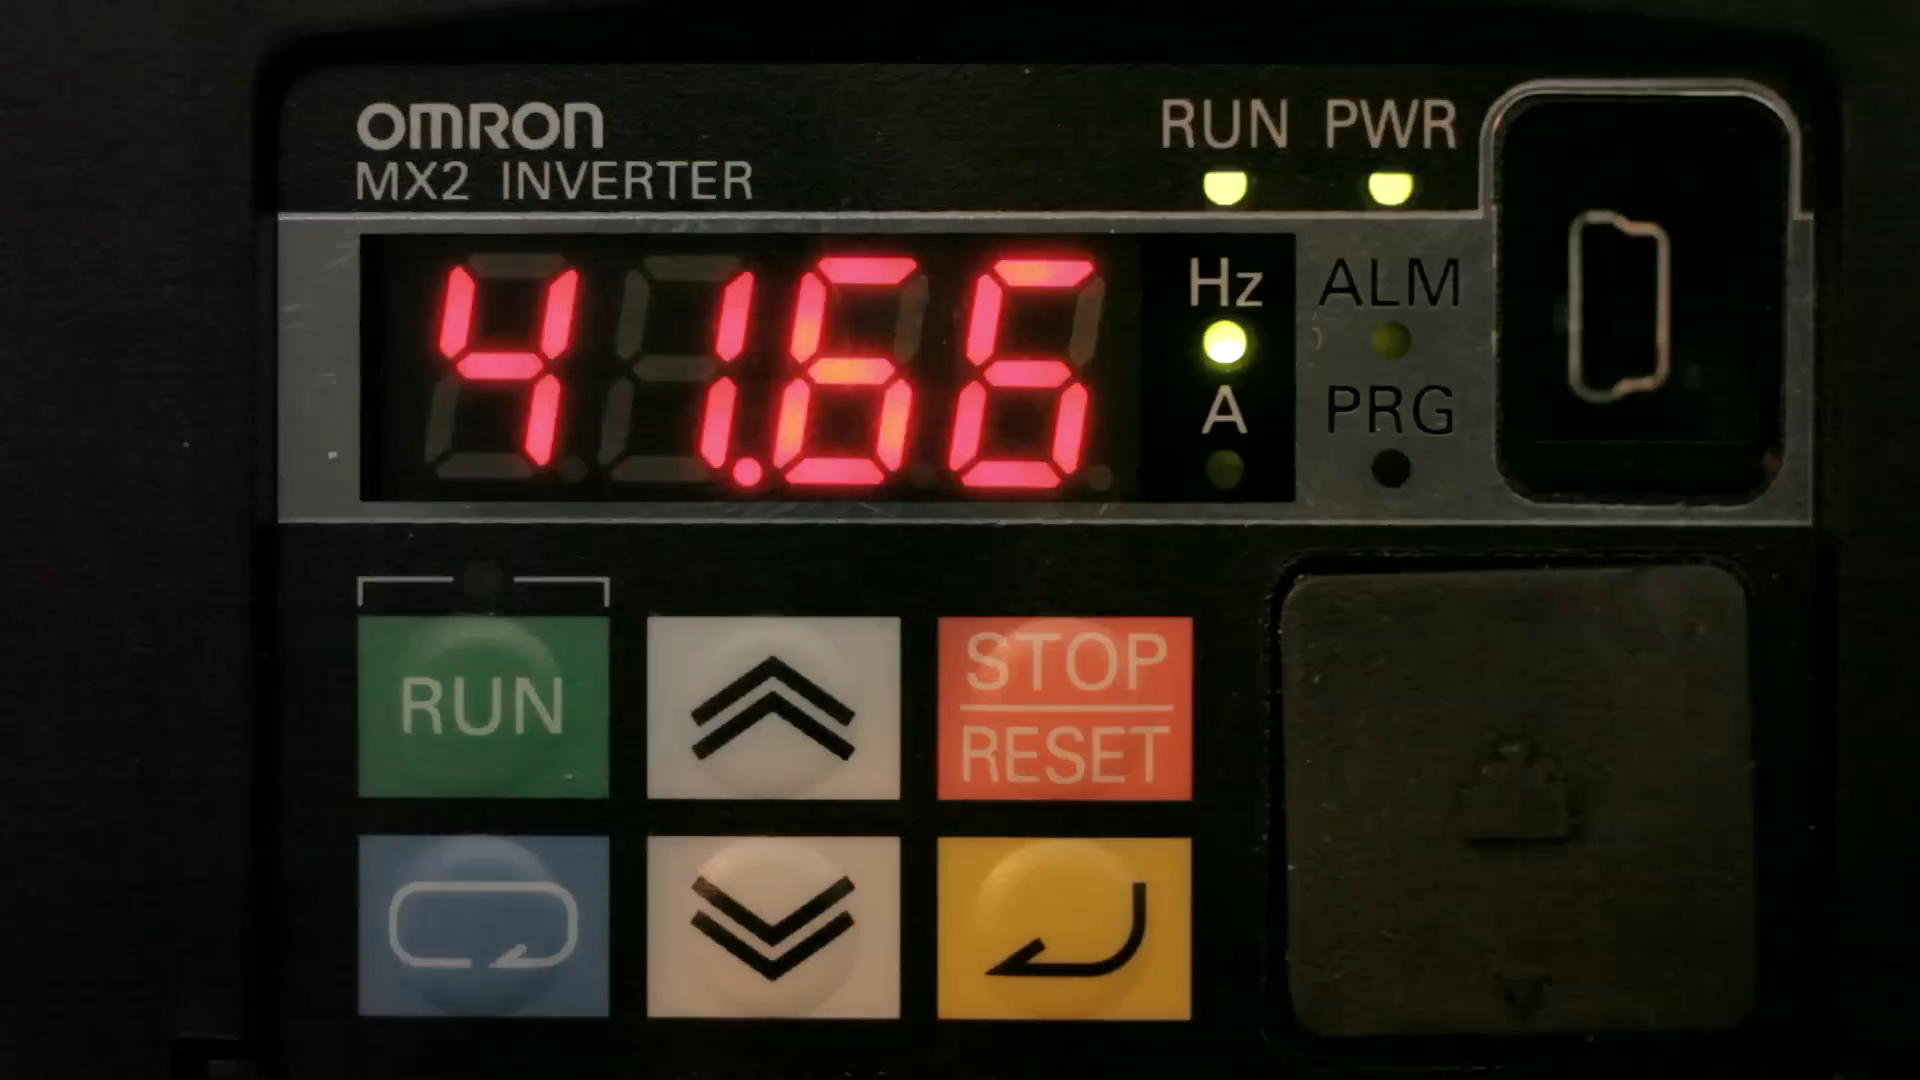 OMRON
MX2 INVERTER
RUN PWR
41.66
Hz
ALM
A
PRG
RUN
STOP
RESET